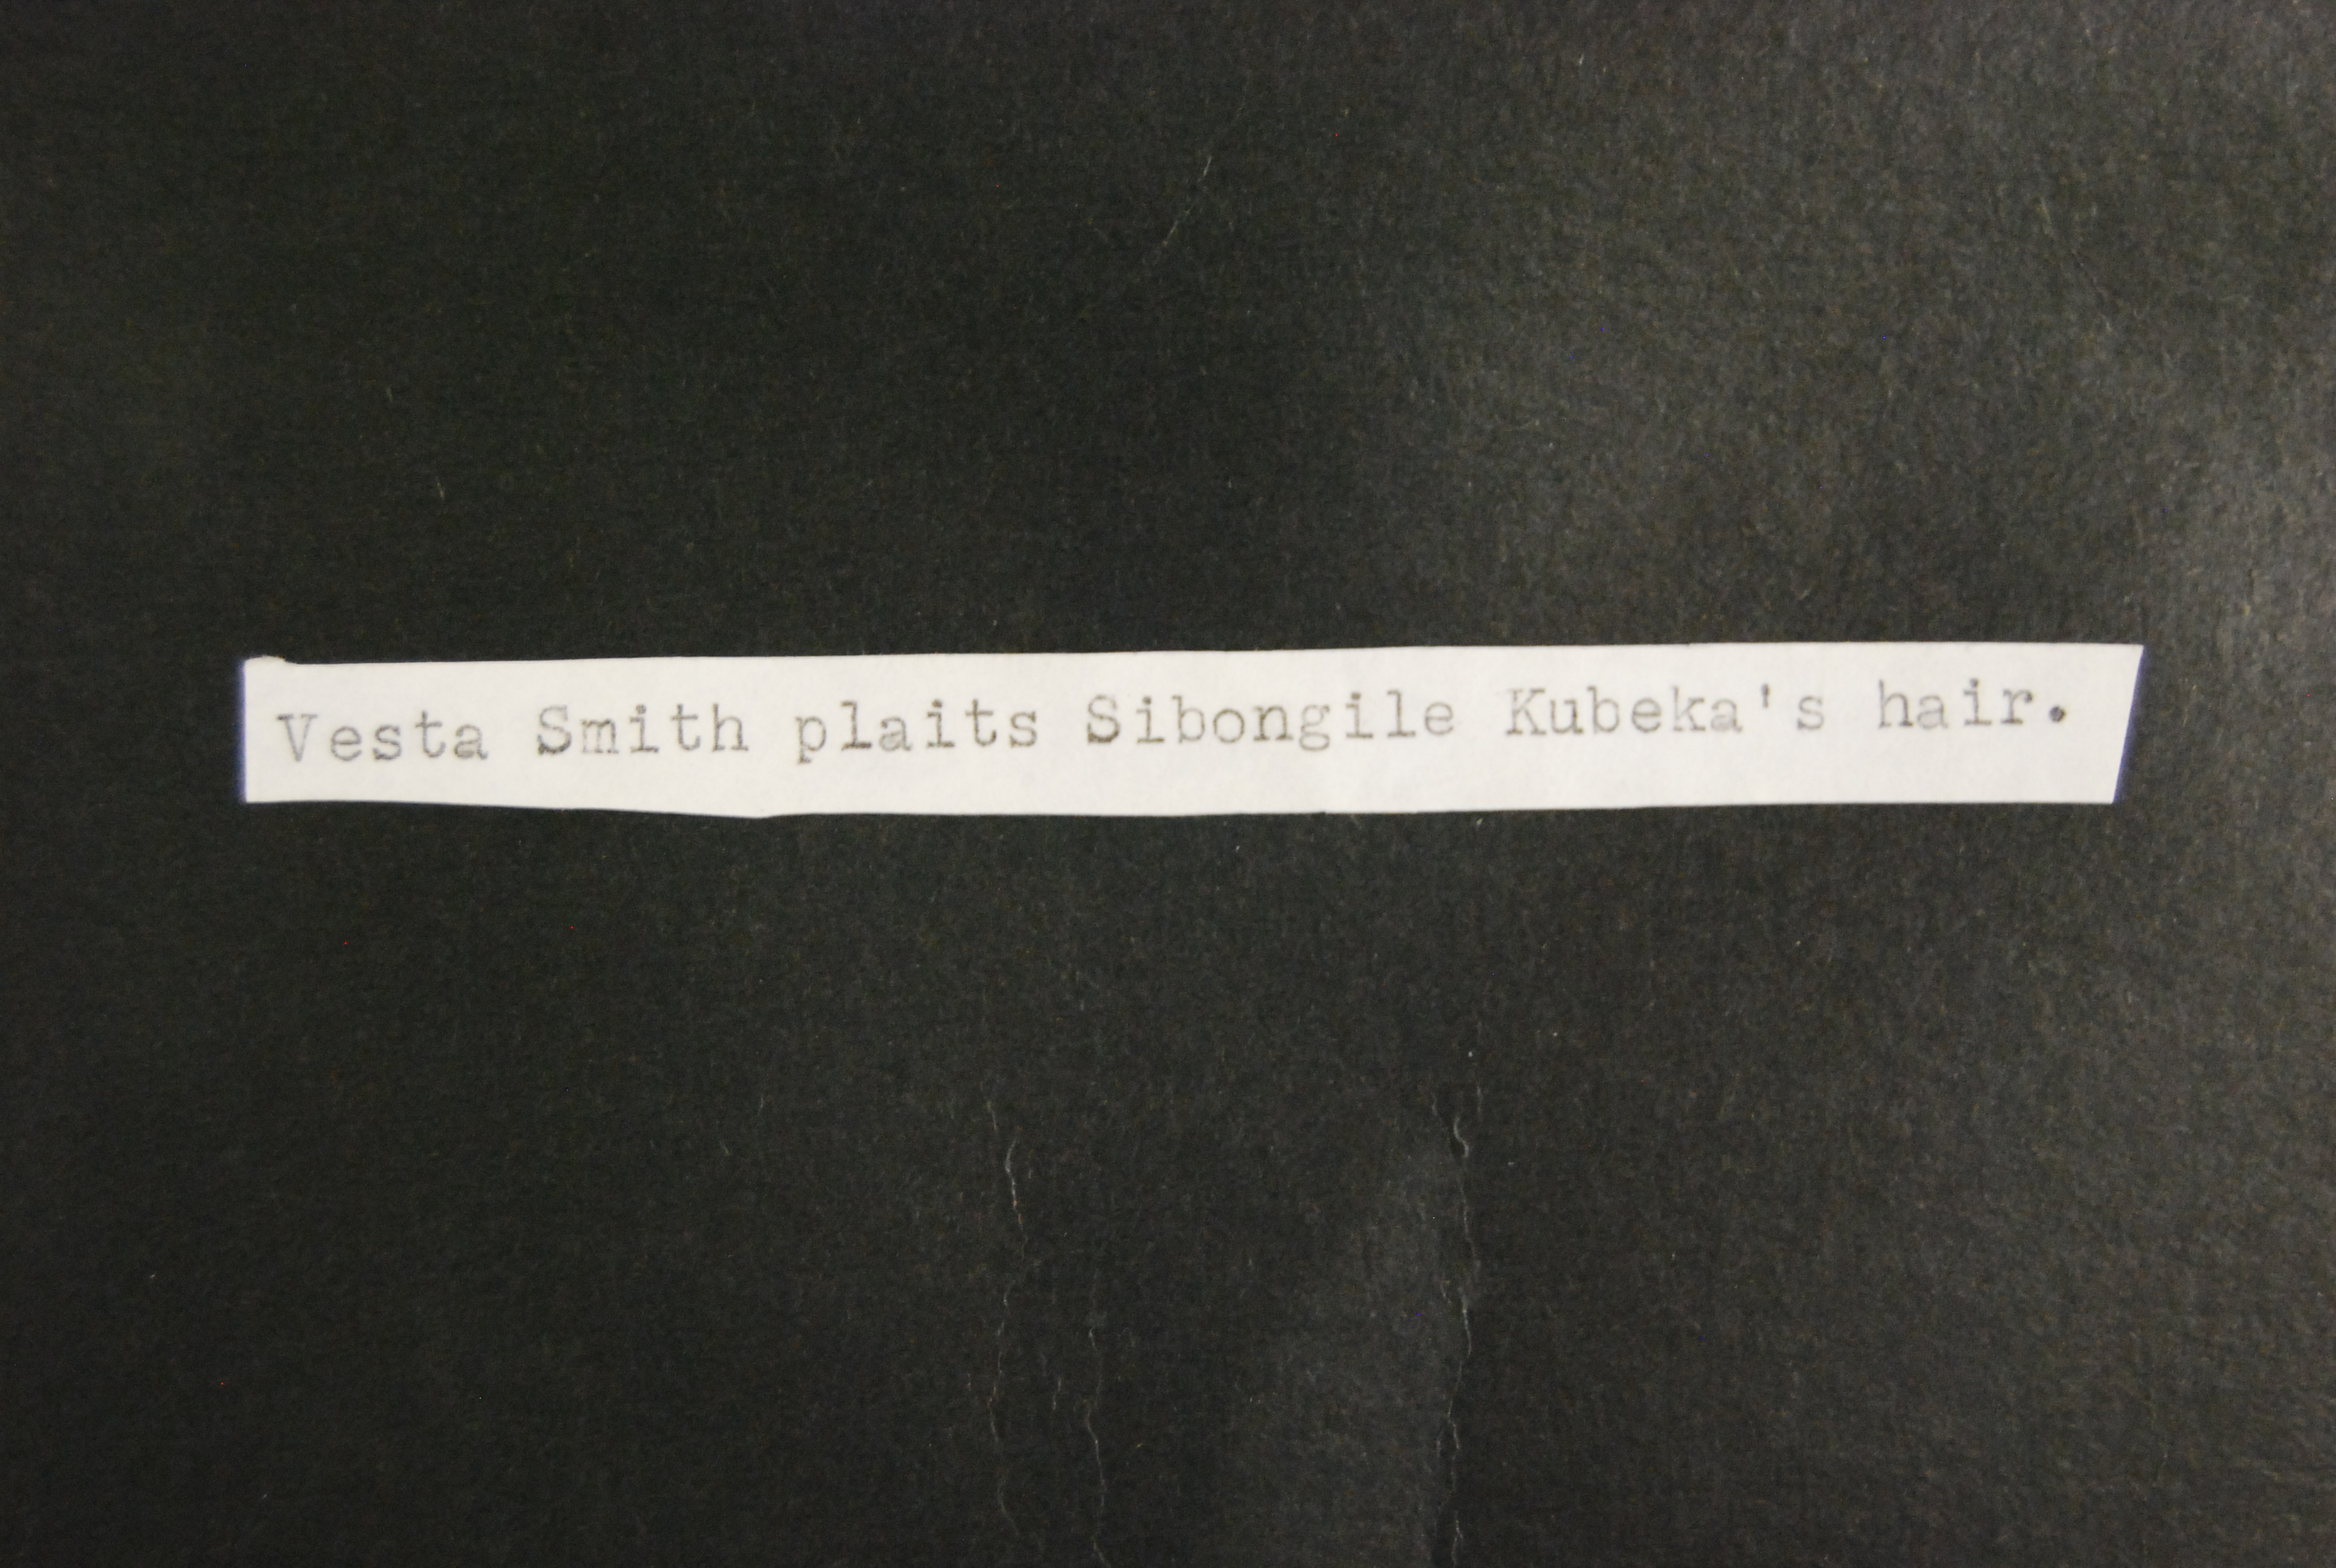 Vesta Smith plaits Sibongile Kubeka's hair.